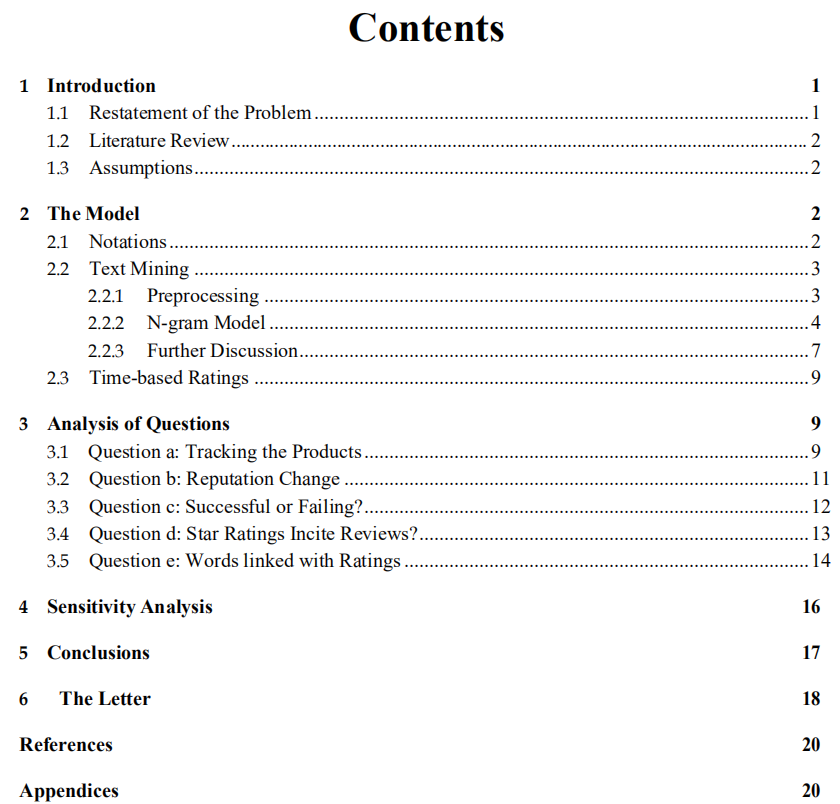 Contents
1 Introduction 1
1.1 Restatement of the Problem 1
1.2 Literature Review 2
1.3 Assumptions 2
2 The Model 2
2.1 Notations 2
2.2 Text Mining 3
2.2.1 Preprocessing 3
2.2.2 N-gram Model 4
2.2.3 Further Discussion 7
2.3 Time-based Ratings 9
3 Analysis of Questions 9
3.1 Question a: Tracking the Products 9
3.2 Question b: Reputation Change 11
3.3 Question c: Successful or Failing? 12
3.4 Question d: Star Ratings Incite Reviews? 13
3.5 Question e: Words linked with Ratings 14
4 Sensitivity Analysis 16
5 Conclusions 17
6 The Letter 18
References 20
Appendices 20